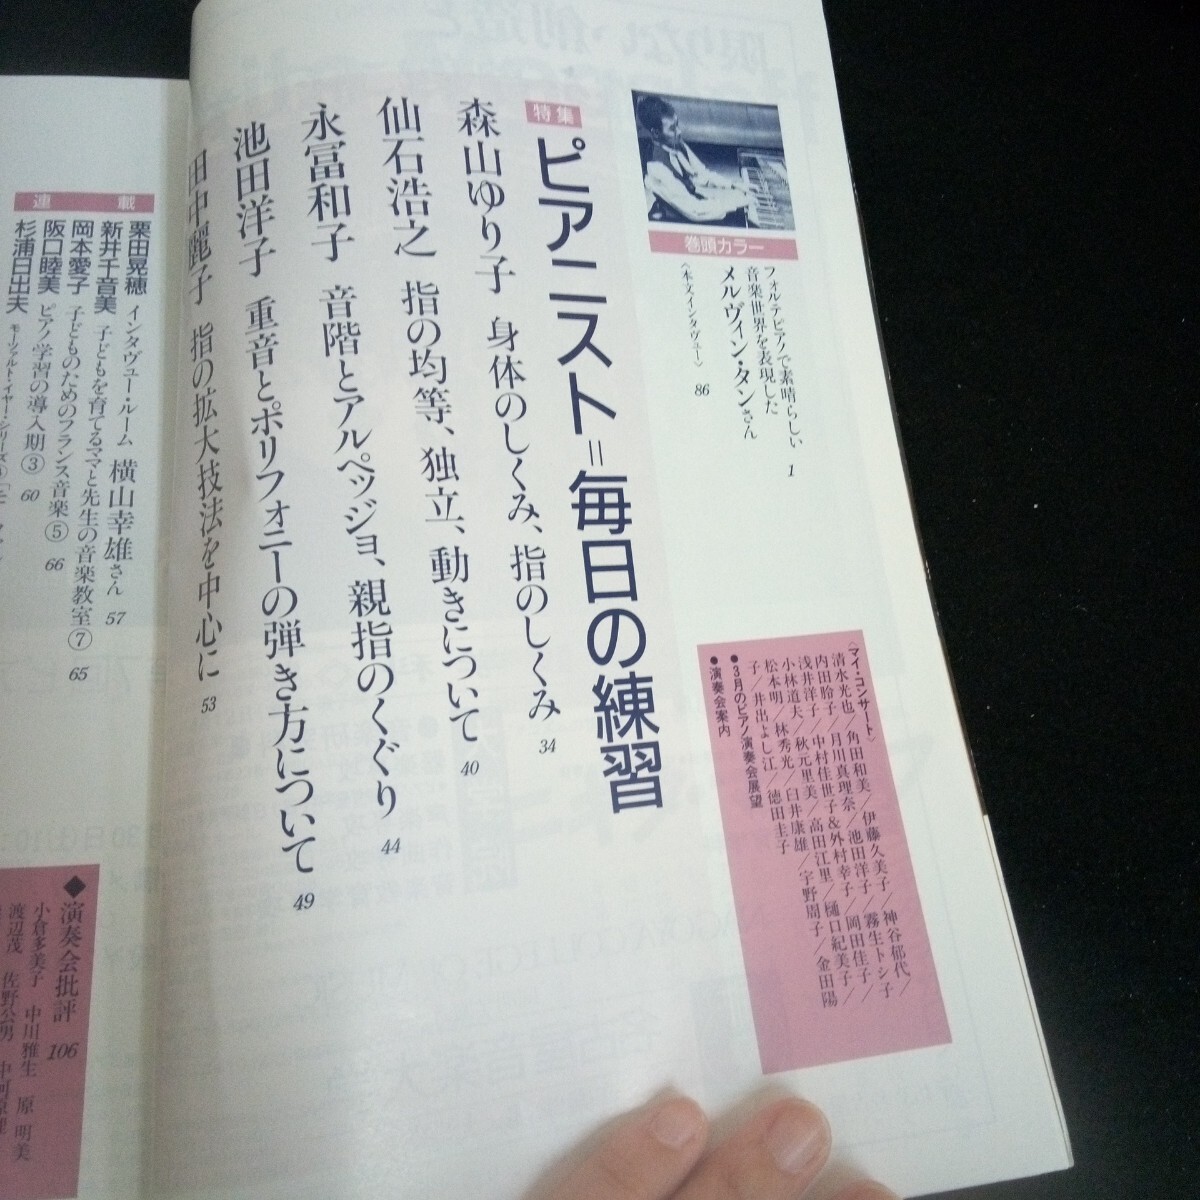 巻頭カラー
フォルテピアノで素晴らしい
音楽世界を表現した
メルヴィン・タンさん 1
〈本文インタヴュー〉 86
特集
ピアニスト=毎日の練習
森山ゆり子 身体のしくみ、指のしくみ 34
仙石浩之 指の均等、独立、動きについて 40
永冨和子 音階とアルペッジョ、親指のくぐり 44
池田洋子 重音とポリフォニーの弾き方について 49
田中麗子 指の拡大技法を中心に 53
〈マイ・コンサート〉
清水光也/角田和美/伊藤久美子/神谷郁代/
内田聆子/月川真理奈/池田洋子/霧生トシ子
浅井洋子/中村佳世子&外村幸子/岡田佳子/
小林道夫/秋元里美/高田江里/樋口紀美子/
松本明/林秀光/臼井康雄/宇野周子/金田陽
子/井出よし江/徳田圭子
●3月のピアノ演奏会展望
●演奏会案内
連載
栗田晃穂 インタヴュー・ルーム 横山幸雄さん 57
新井千音美 子どもを育てるママと先生の音楽教室⑦ 65
岡本愛子 子どものためのフランス音楽⑤ 66
阪口睦美 ピアノ学習の導入期③ 60
杉浦日出夫 モーツァルト・イヤー・シリーズ
◆演奏会批評 106
小倉多美子 中川雅生 原 明美
渡辺茂 佐野公男